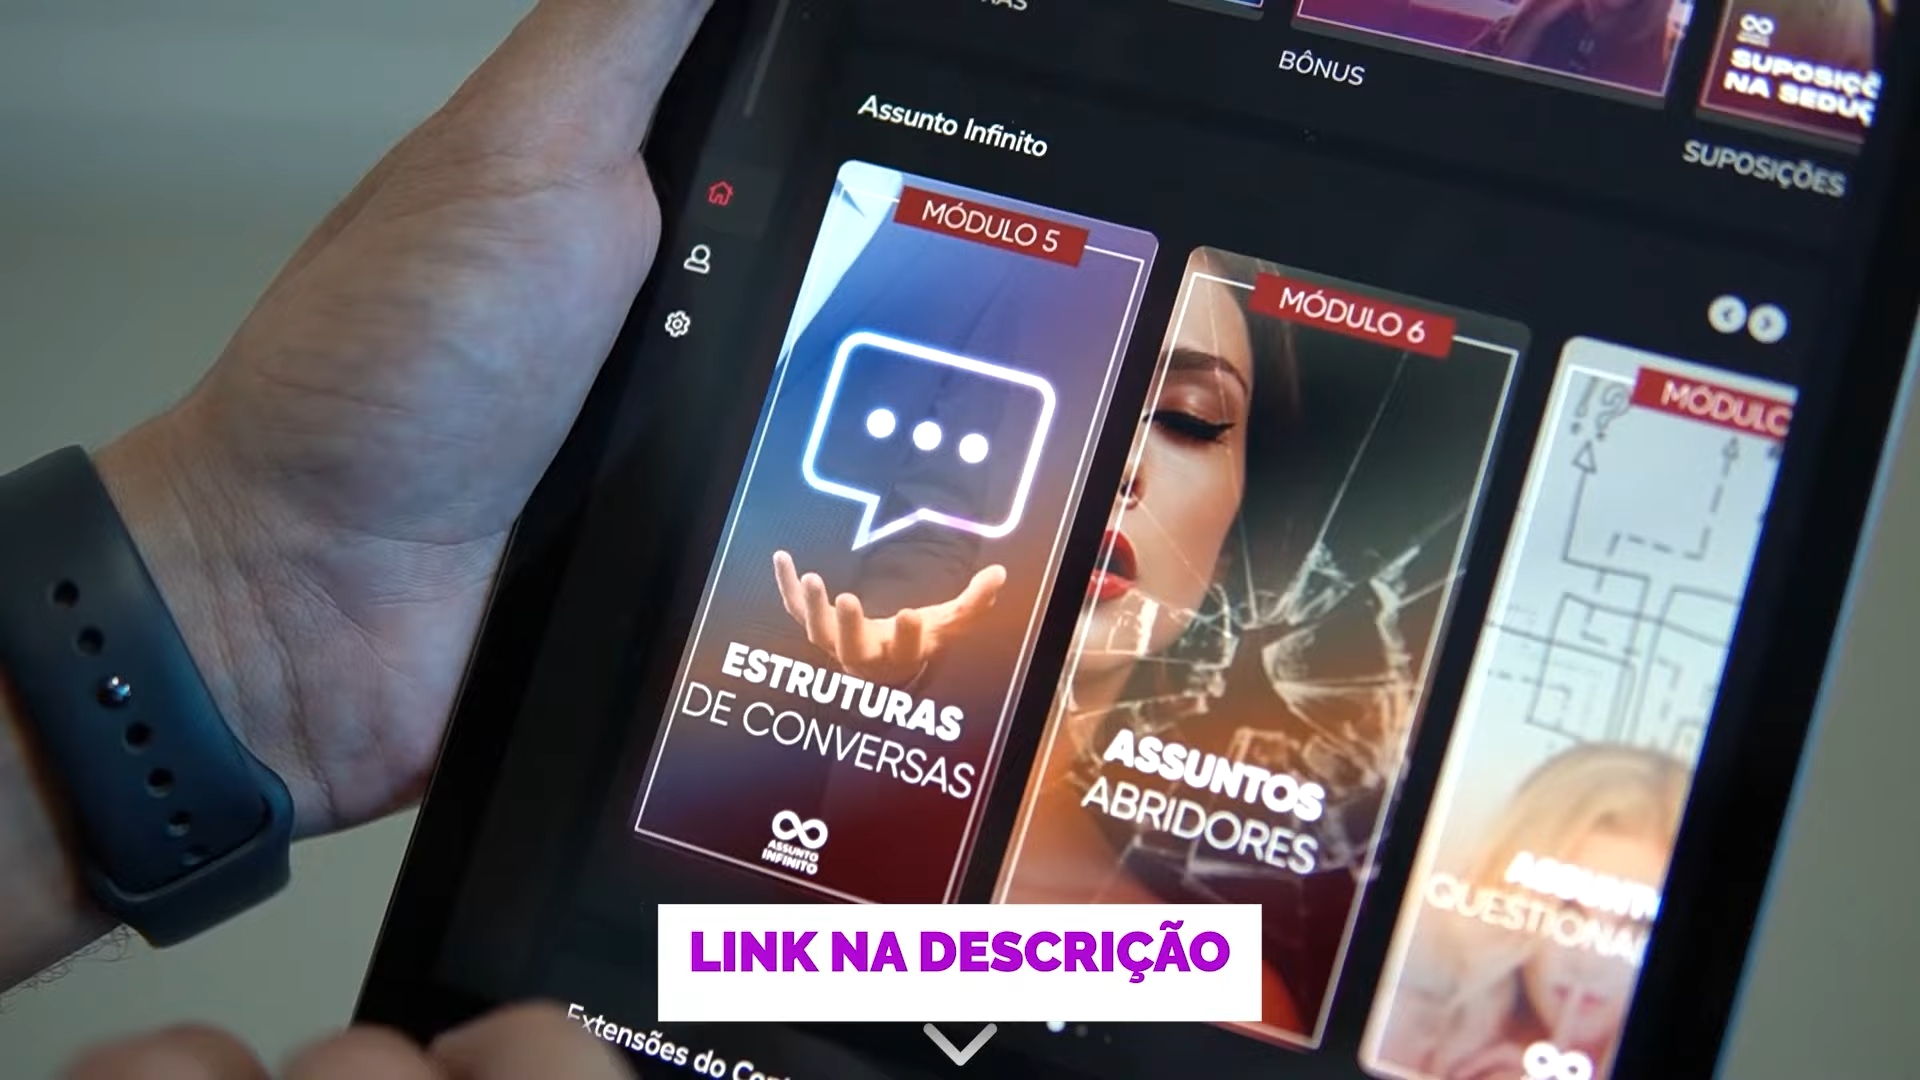 BÔNUS
SUPOSIÇÕES
Assunto Infinito
MÓDULO 5
ESTRUTURAS
DE CONVERSAS
ASSUNTO
INFINITO
MÓDULO 6
ASSUNTOS
ABRIDORES
LINK NA DESCRIÇÃO